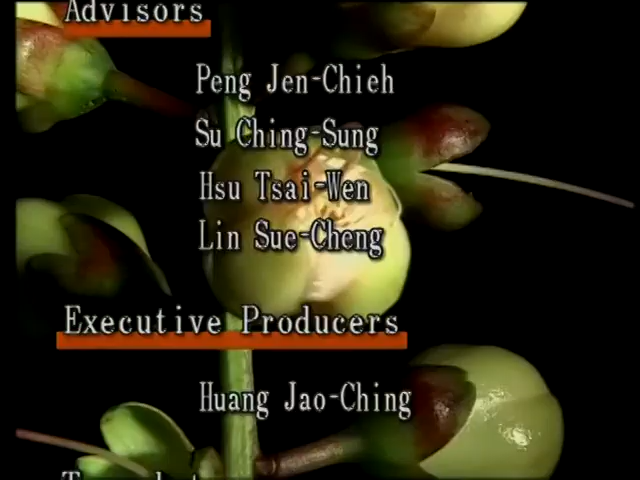 Advisors
Peng Jen-Chieh
Su Ching-Sung
Hsu Tsai-Wen
Lin Sue-Cheng
Executive Producers
Huang Jao-Ching